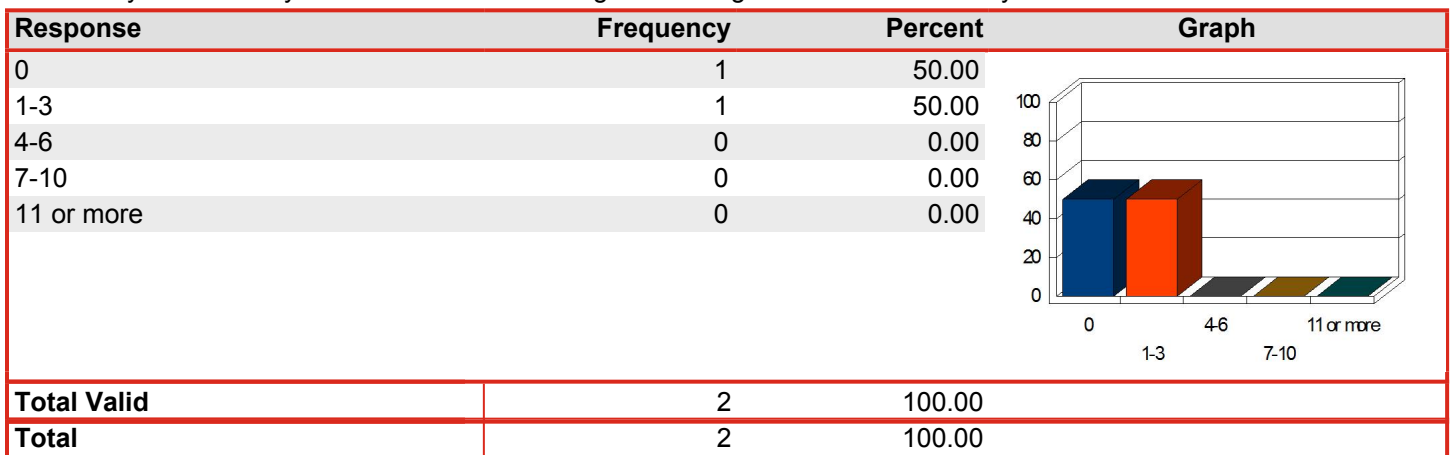 Response Frequency Percent Graph
0 1 50.00
1-3 1 50.00
4-6 0 0.00
7-10 0 0.00
11 or more 0 0.00
100
80
60
40
20
0
0 4-6 11 or more
1-3 7-10
Total Valid 2 100.00
Total 2 100.00